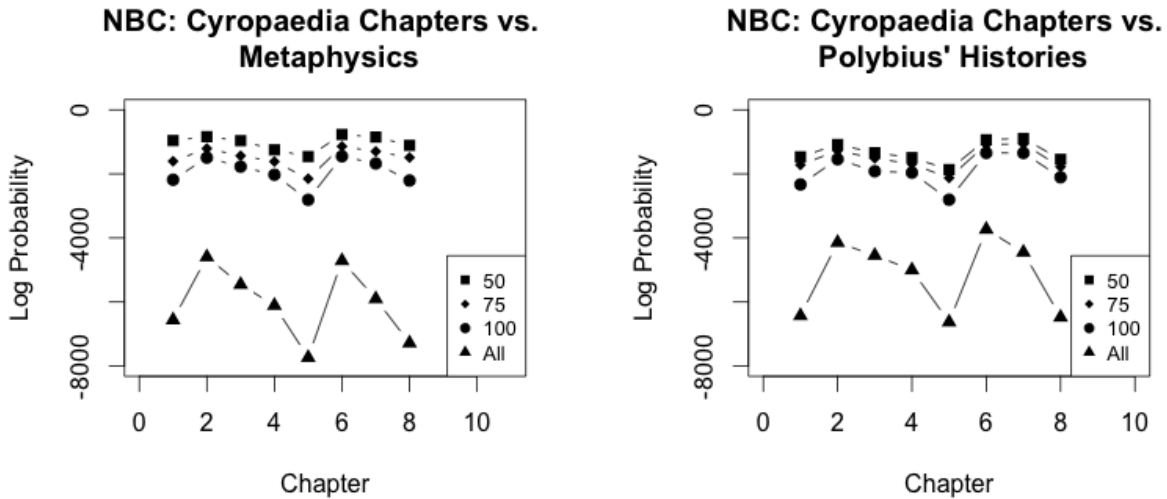 NBC: Cyropaedia Chapters vs.
Metaphysics
Log Probability
0
-4000
-8000
50
75
100
All
0 2 4 6 8 10
Chapter
NBC: Cyropaedia Chapters vs.
Polybius' Histories
Log Probability
0
-4000
-8000
50
75
100
All
0 2 4 6 8 10
Chapter